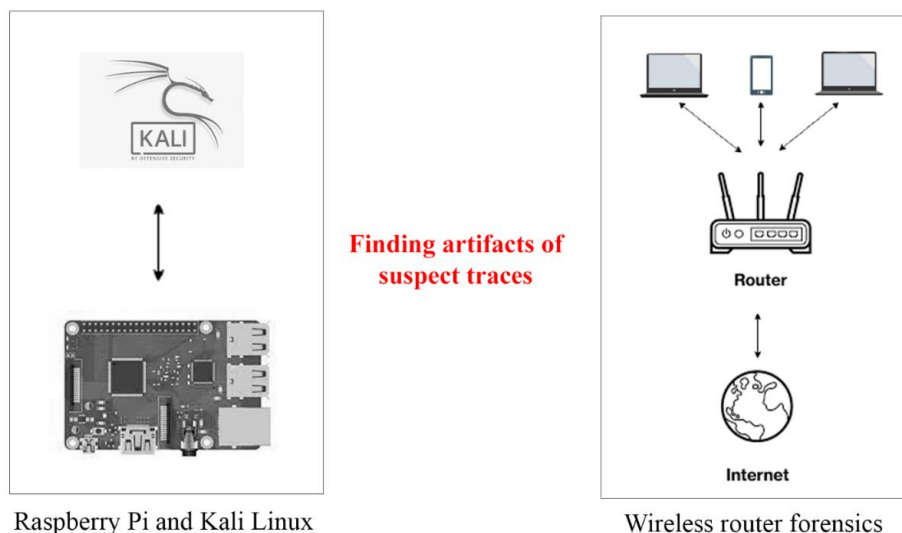 KALI
BY OFFENSIVE SECURITY
Raspberry Pi and Kali Linux
Finding artifacts of
suspect traces
Router
Internet
Wireless router forensics